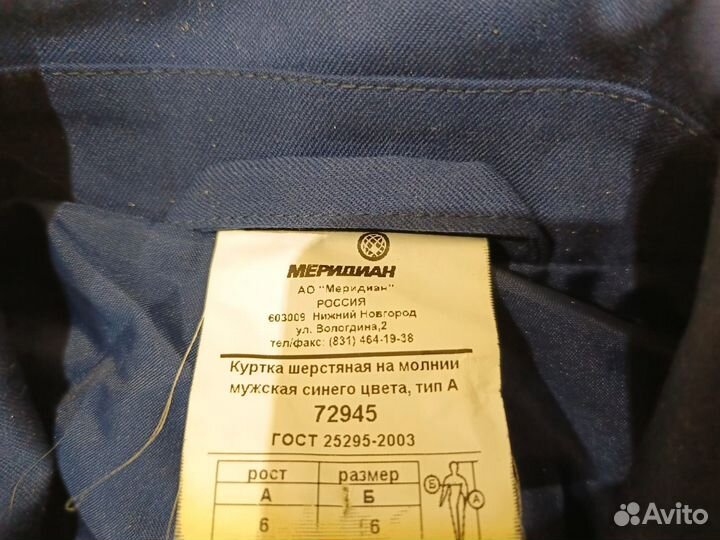 МЕРИДИАН
АО "Меридиан"
РОССИЯ
603009 Нижний Новгород
ул. Вологдина,2
тел/факс: (831) 464-19-38
Куртка шерстяная на молнии
мужская синего цвета, тип А
72945
ГОСТ 25295-2003
рост размер
А Б
6 6
Б А
Avito